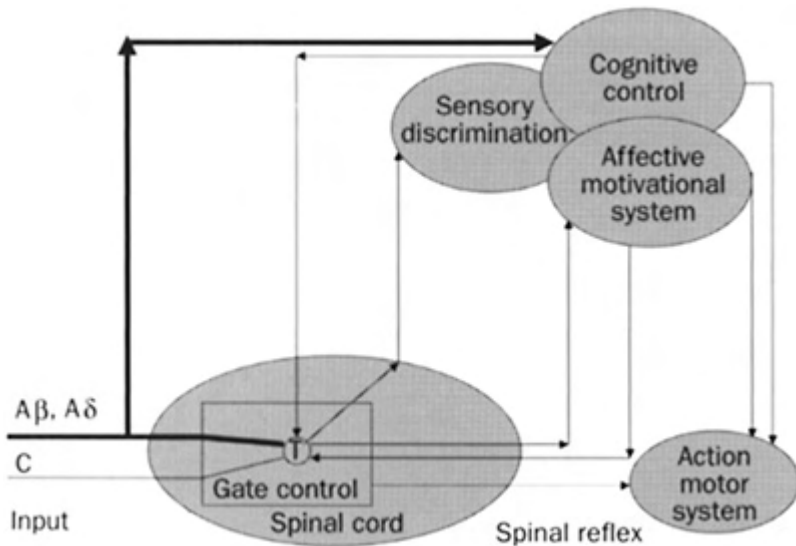 Cognitive
control
Sensory
discrimination
Affective
motivational
system
Aβ, Aδ
C
T
Gate control
Input
Spinal cord
Spinal reflex
Action
motor
system